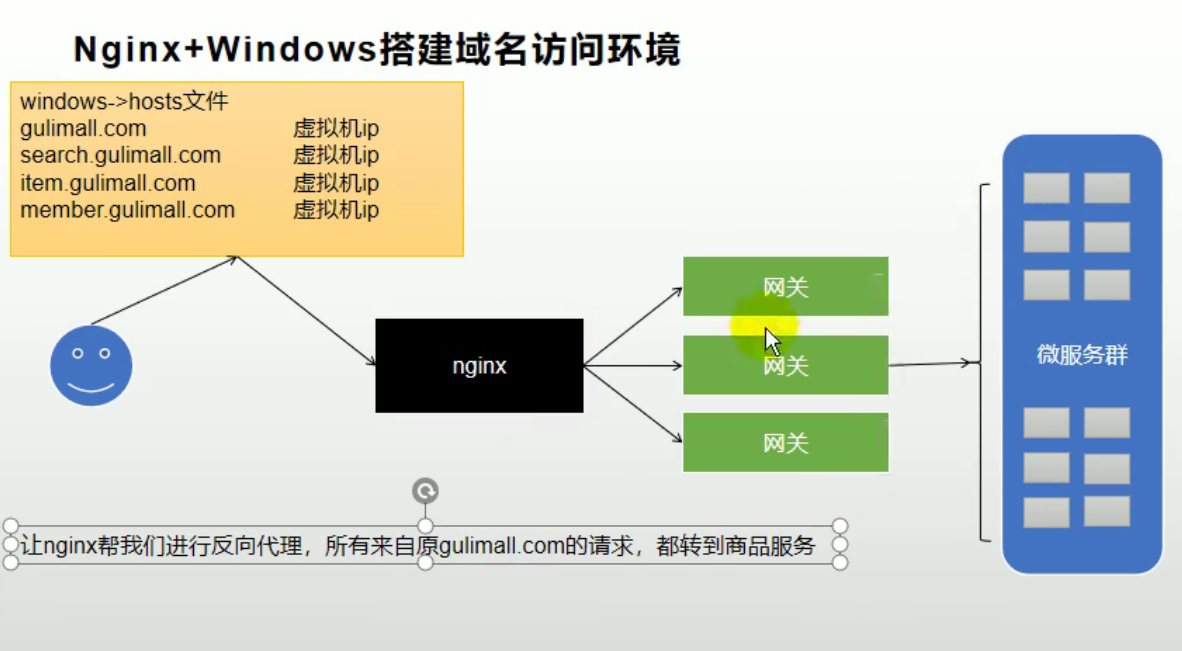 Nginx+Windows搭建域名访问环境
windows->hosts文件
gulimall.com 虚拟机ip
search.gulimall.com 虚拟机ip
item.gulimall.com 虚拟机ip
member.gulimall.com 虚拟机ip
nginx
网关
网关
网关
微服务群
让nginx帮我们进行反向代理，所有来自原gulimall.com的请求，都转到商品服务